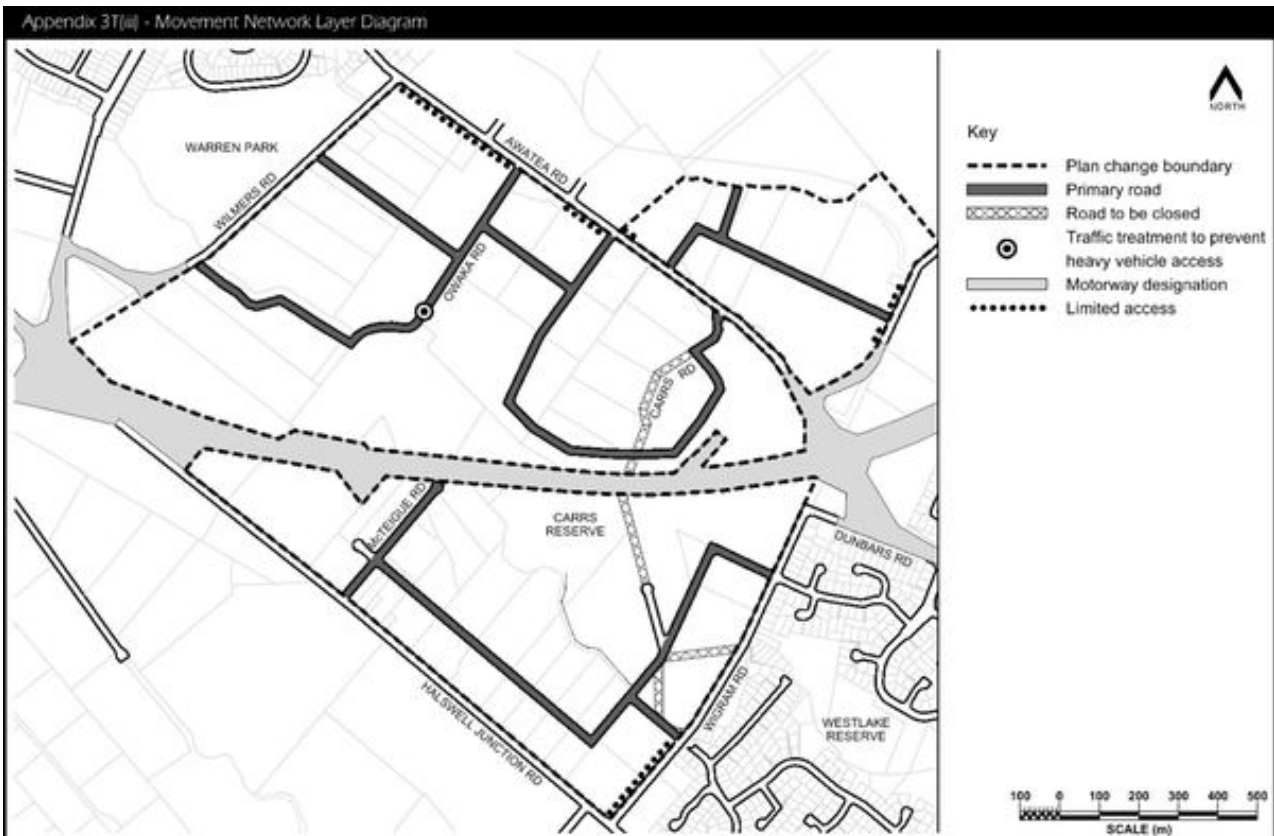 Appendix 3T(iii) - Movement Network Layer Diagram
NORTH
Key
Plan change boundary
Primary road
Road to be closed
Traffic treatment to prevent
heavy vehicle access
Motorway designation
Limited access
WARREN PARK
WILMERS RD
AWATEA RD
OWAKA RD
CARRS RD
McTEIGUE RD
CARRS
RESERVE
DUNBARS RD
HALSWELL JUNCTION RD
WIGRAM RD
WESTLAKE
RESERVE
100 0 100 200 300 400 500
SCALE (m)